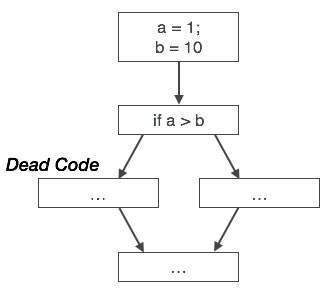 a = 1;
b = 10
if a > b
Dead Code
...
...
...